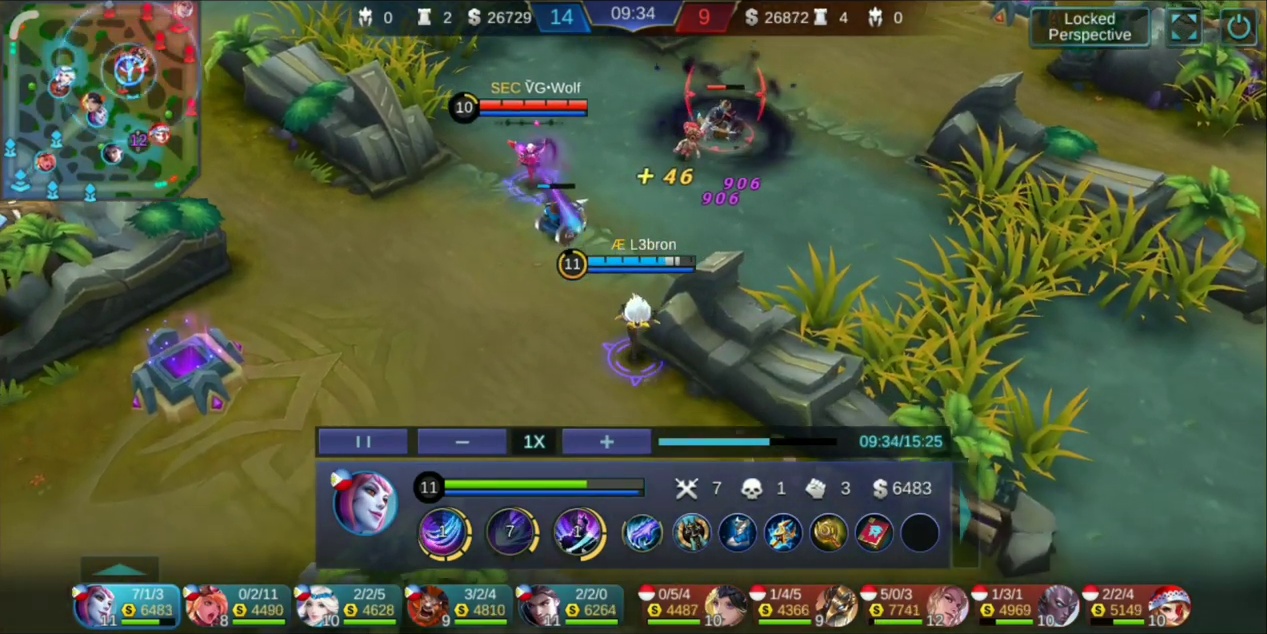 0 2 $ 26729 14 09:34 9 $ 26872 4 0
Locked
Perspective
SEC ṼG•Wolf
10
+ 46
906
906
12
Æ L3bron
11
1X
09:34/15:25
11
7 1 3 $ 6483
1 7 1
7/1/3 0/2/11 2/2/5 3/2/4 2/2/0 0/5/4 1/4/5 5/0/3 1/3/1 2/2/4
6483 4490 4628 4810 6264 4487 4366 7741 4969 5149
11 8 10 9 11 10 9 12 10 10